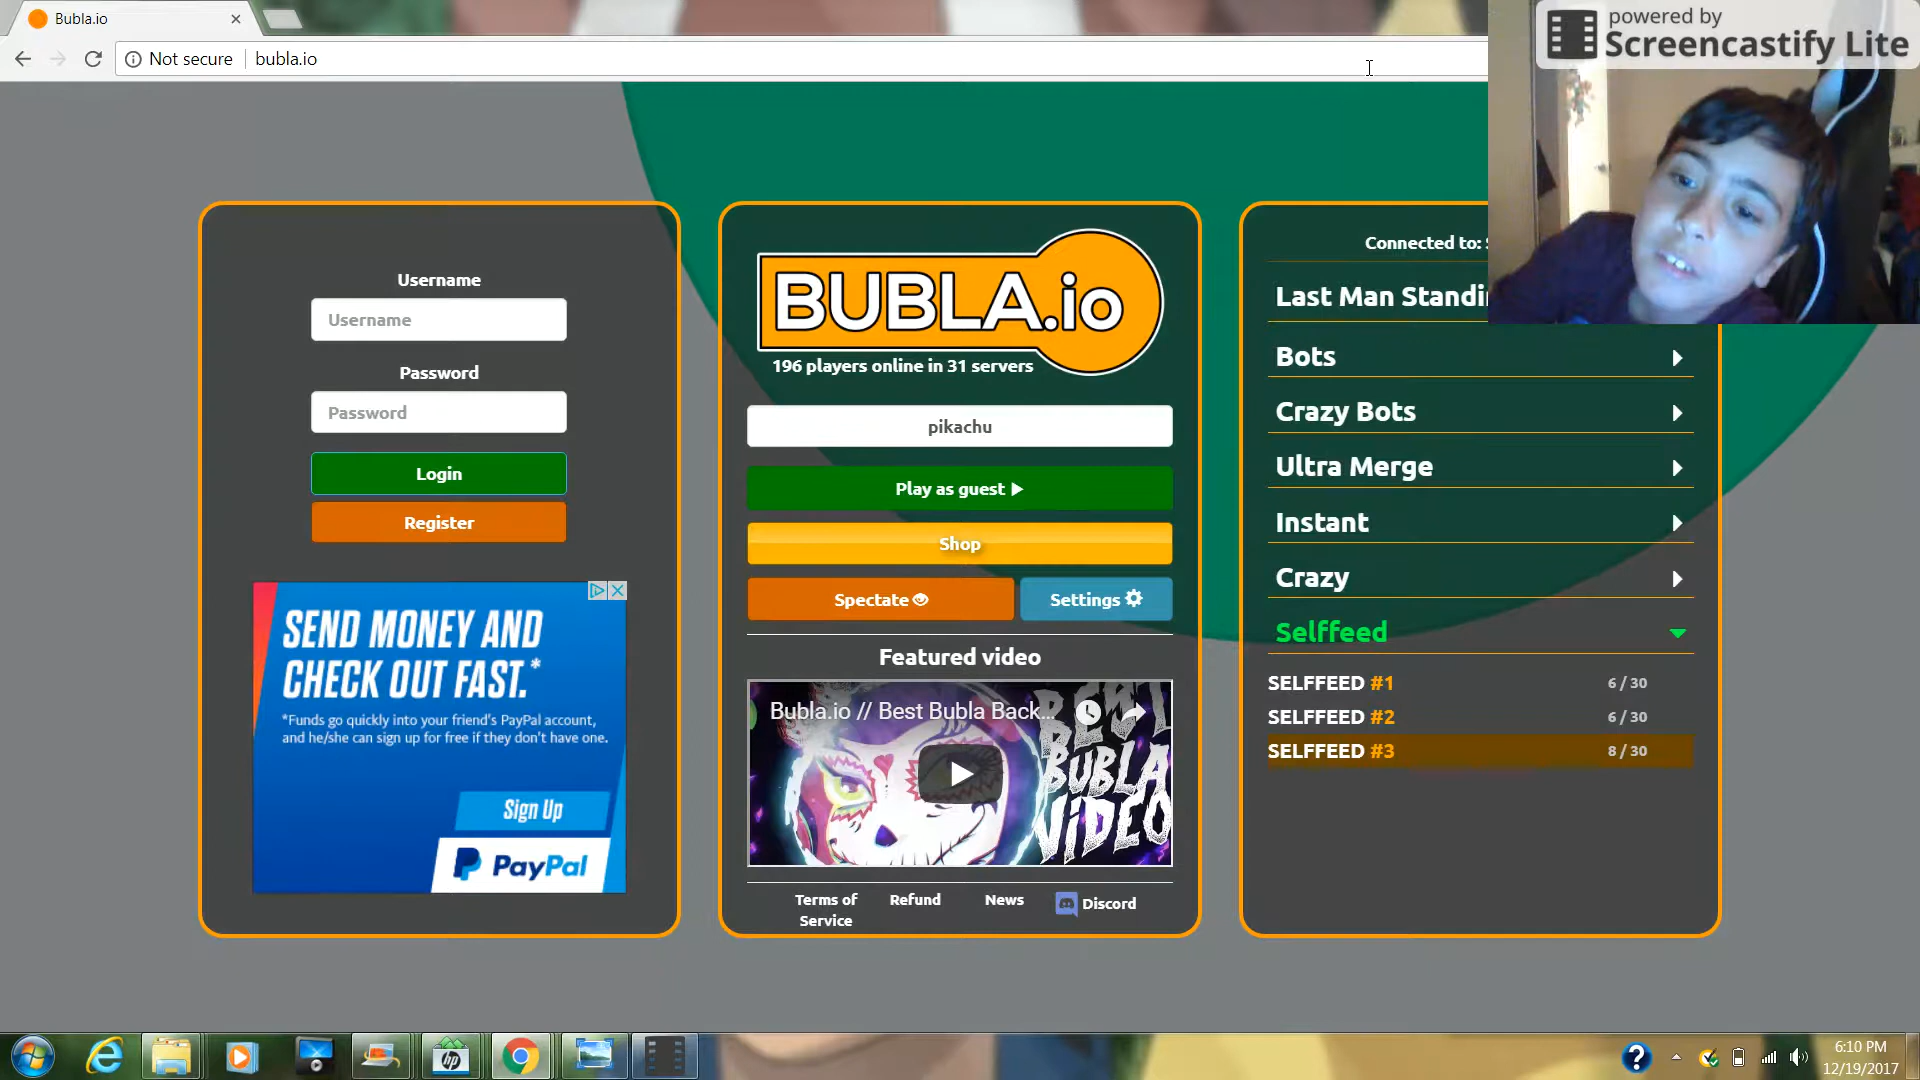 Bubla.io
powered by
Screencastify Lite
Not secure
bubla.io
Username
Username
Password
Password
Login
Register
SEND MONEY AND
CHECK OUT FAST.*
*Funds go quickly into your friend's PayPal account,
and he/she can sign up for free if they don't have one.
Sign Up
PayPal
BUBLA.io
196 players online in 31 servers
pikachu
Play as guest
Shop
Spectate
Settings
Featured video
Bubla.io // Best Bubla Back...
BEST
BUBLA
ViDEO
Terms of
Service
Refund
News
Discord
Connected to:
Last Man Standi
Bots
Crazy Bots
Ultra Merge
Instant
Crazy
Selffeed
SELFFEED #1 6 / 30
SELFFEED #2 6 / 30
SELFFEED #3 8 / 30
hp
6:10 PM
12/19/2017